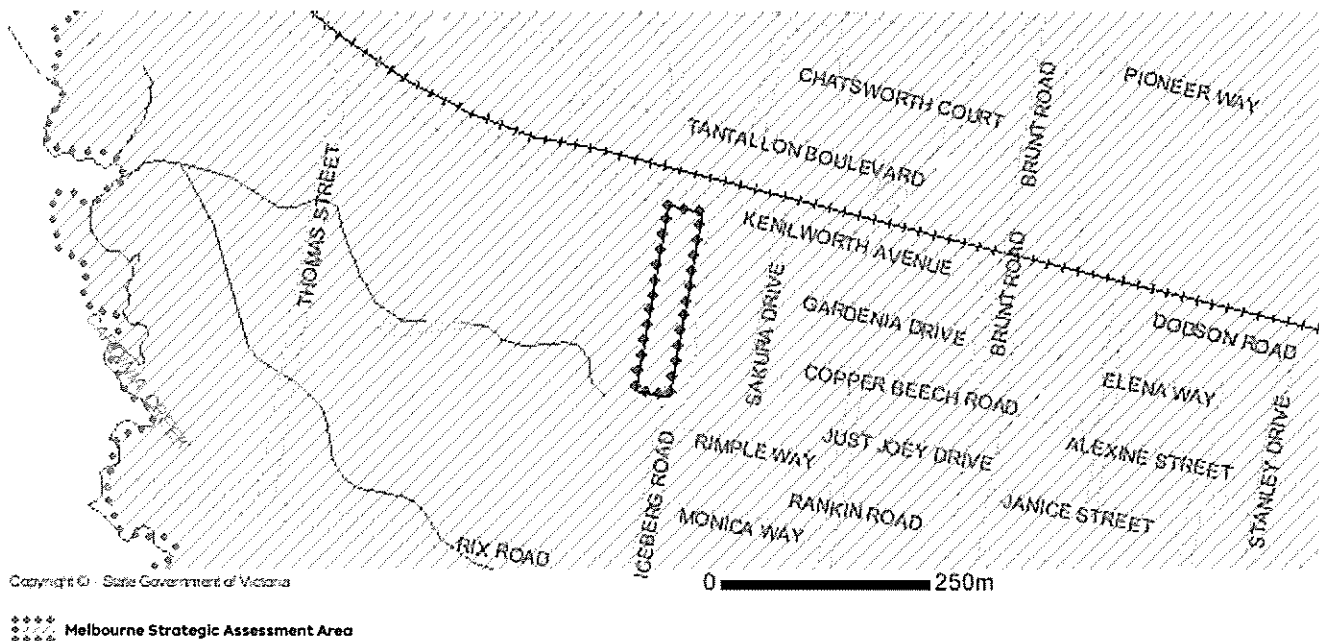 CHATSWORTH COURT
BRUNT ROAD
PIONEER WAY
TANTALLON BOULEVARD
THOMAS STREET
KENILWORTH AVENUE
SAKURA DRIVE
GARDENIA DRIVE
BRUNT ROAD
DOBSON ROAD
COPPER BEECH ROAD
ELENA WAY
STANLEY DRIVE
ICEBERG ROAD
RIMPLE WAY
JUST JOEY DRIVE
ALEXINE STREET
MONICA WAY
RANKIN ROAD
JANICE STREET
RIX ROAD
Copyright © - State Government of Victoria
0 250m
Melbourne Strategic Assessment Area